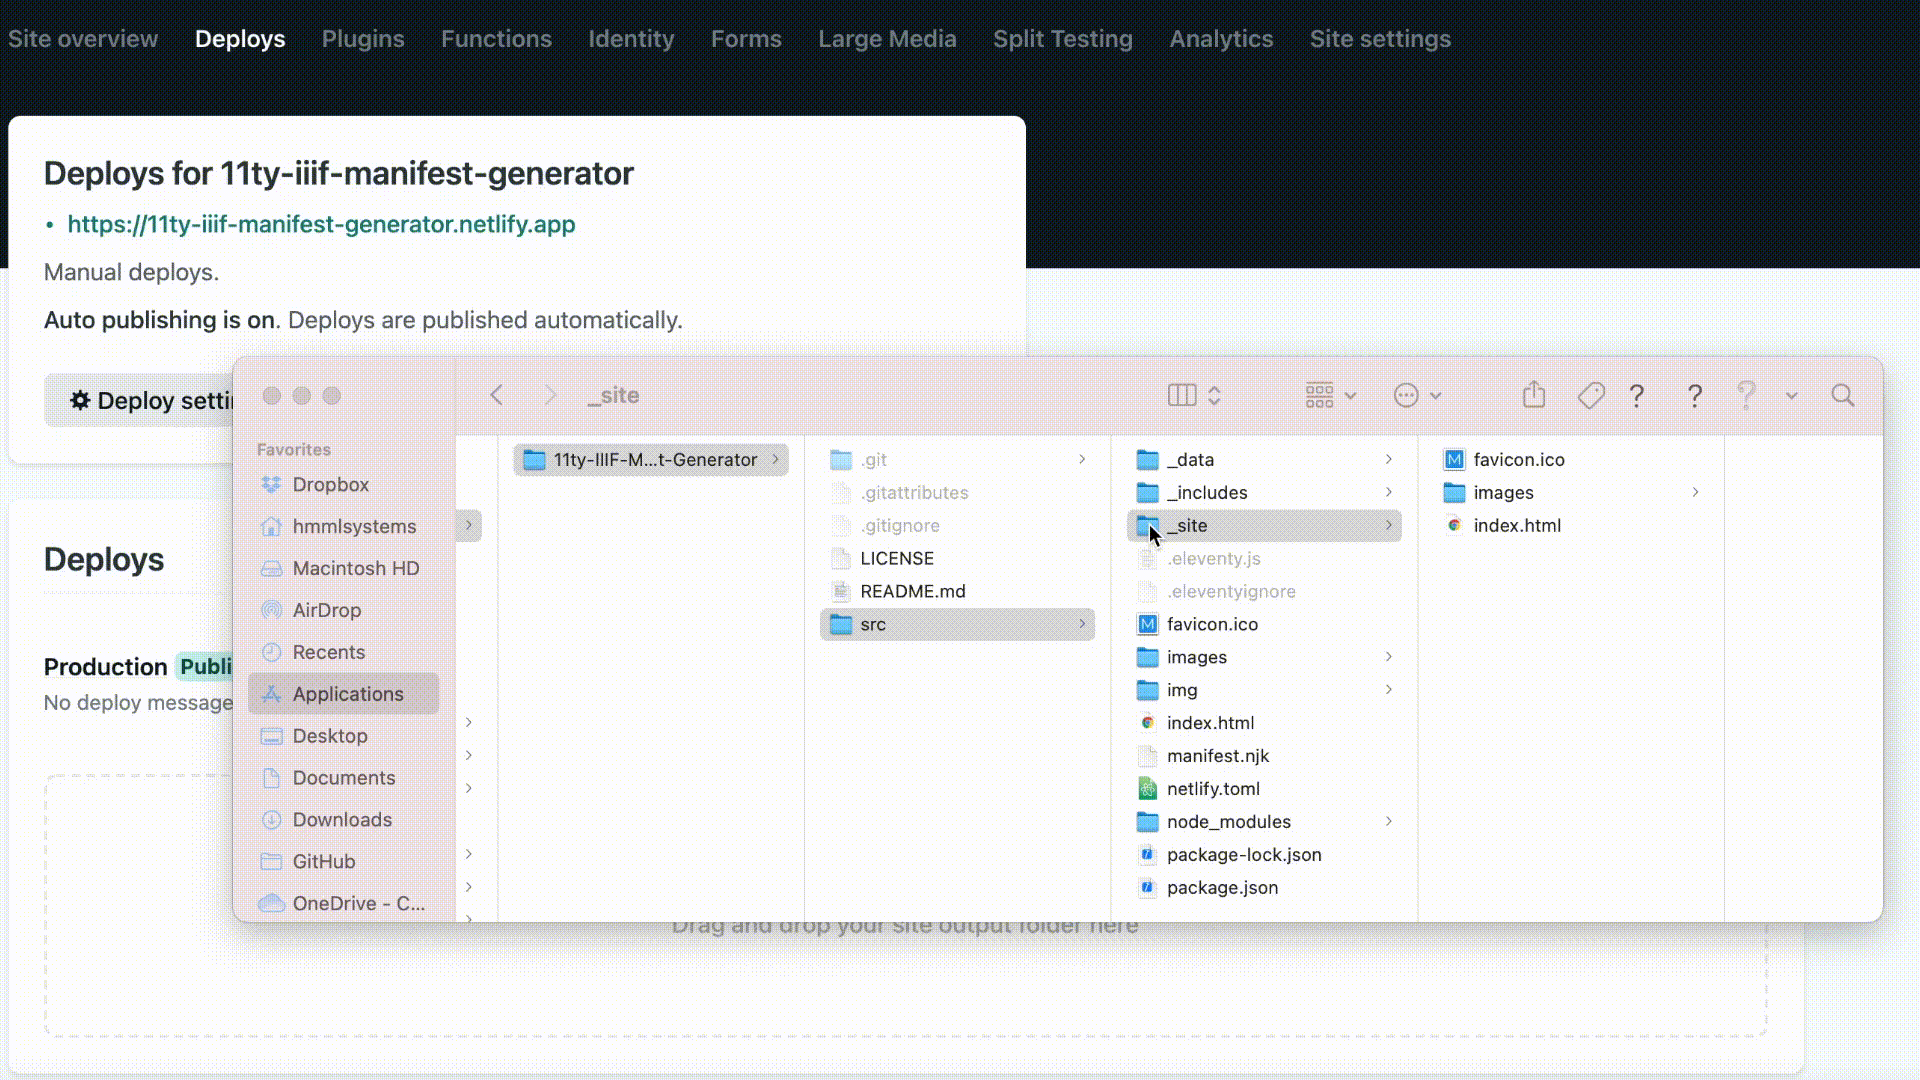 Site overview Deploys Plugins Functions Identity Forms Large Media Split Testing Analytics Site settings
Deploys for 11ty-iiif-manifest-generator
• https://11ty-iiif-manifest-generator.netlify.app
Manual deploys.
Auto publishing is on. Deploys are published automatically.
Deploy setti
Deploys
Production Publi
No deploy message
_site
Favorites
Dropbox
hmmlsystems
Macintosh HD
AirDrop
Recents
Applications
Desktop
Documents
Downloads
GitHub
OneDrive - C...
11ty-IIIF-M...t-Generator
.git
.gitattributes
.gitignore
LICENSE
README.md
src
_data
_includes
_site
.eleventy.js
.eleventyignore
favicon.ico
images
img
index.html
manifest.njk
netlify.toml
node_modules
package-lock.json
package.json
favicon.ico
images
index.html
Drag and drop your site output folder here